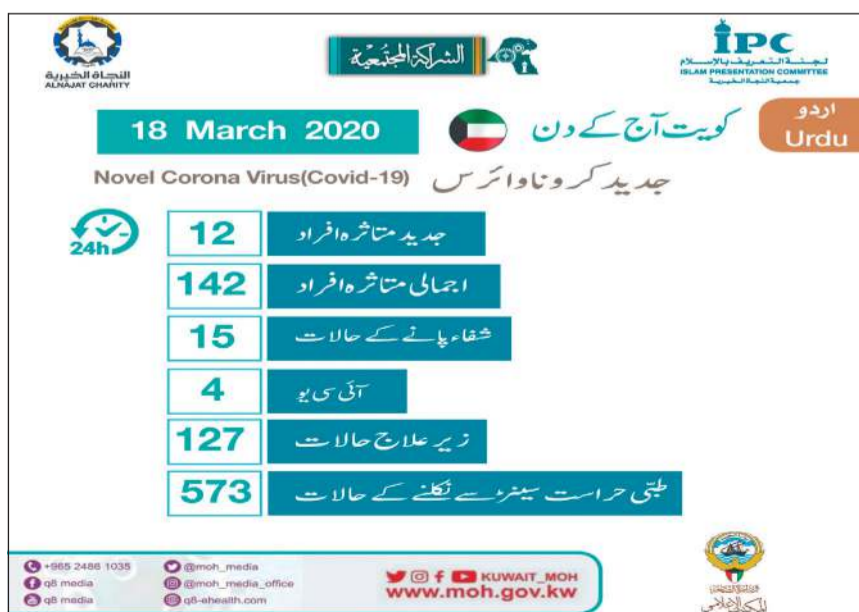 النجاة الخيرية
ALNAJAT CHARITY
الشراكة المجتمعية
IPC
لجنة التعريف بالإسلام
ISLAM PRESENTATION COMMITTEE
جمعية النجاة الخيرية
اردو
Urdu
کویت آج کے دن
18 March 2020
جدید کرونا وائرس Novel Corona Virus(Covid-19)
24h
12 جدید متاثرہ افراد
142 اجمالی متاثرہ افراد
15 شفاء پانے کے حالات
4 آئی سی یو
127 زیر علاج حالات
573 طبّی حراست سینٹر سے نکلنے کے حالات
+965 2486 1035
@moh_media
q8 media
@moh_media_office
q8 media
q8-ehealth.com
KUWAIT_MOH
www.moh.gov.kw